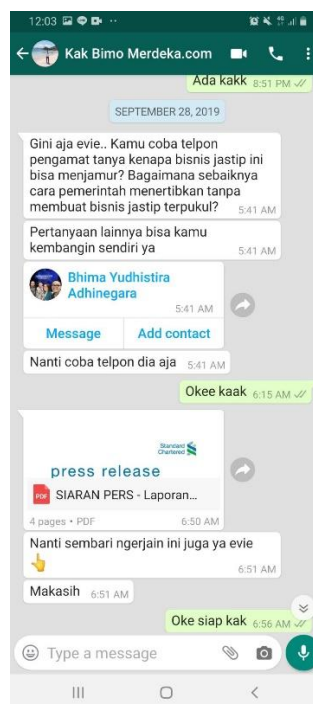 12:03
Kak Bimo Merdeka.com
Ada kakk 8:51 PM
SEPTEMBER 28, 2019
Gini aja evie.. Kamu coba telpon
pengamat tanya kenapa bisnis jastip ini
bisa menjamur? Bagaimana sebaiknya
cara pemerintah menertibkan tanpa
membuat bisnis jastip terpukul? 5:41 AM
Pertanyaan lainnya bisa kamu
kembangin sendiri ya 5:41 AM
Bhima Yudhistira
Adhinegara
5:41 AM
Message Add contact
Nanti coba telpon dia aja 5:41 AM
Okee kaak 6:15 AM
Standard
Chartered
press release
PDF SIARAN PERS - Laporan...
4 pages • PDF 6:50 AM
Nanti sembari ngerjain ini juga ya evie
6:51 AM
Makasih 6:51 AM
Oke siap kak 6:56 AM
Type a message